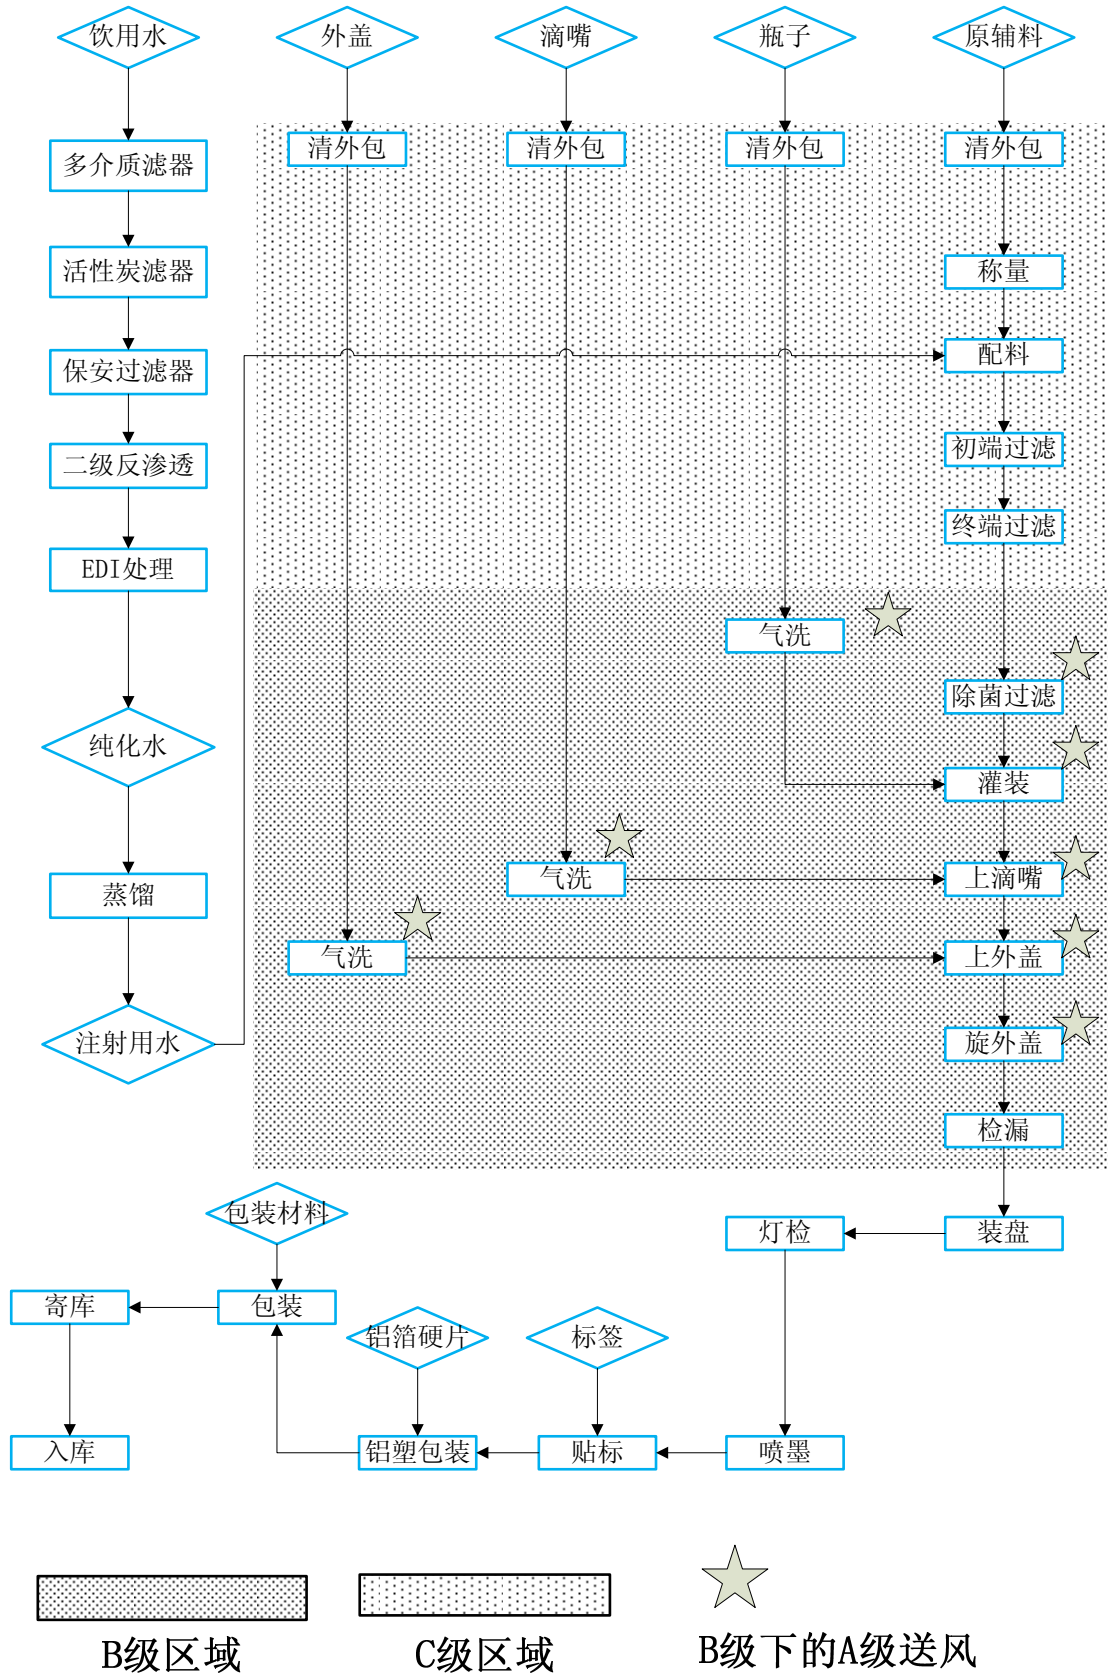 饮用水
外盖
滴嘴
瓶子
原辅料
清外包
清外包
清外包
清外包
多介质滤器
活性炭滤器
称量
保安过滤器
配料
二级反渗透
初端过滤
终端过滤
EDI处理
气洗
除菌过滤
纯化水
灌装
蒸馏
气洗
上滴嘴
气洗
上外盖
注射用水
旋外盖
检漏
包装材料
灯检
装盘
寄库
包装
铝箔硬片
标签
入库
铝塑包装
贴标
喷墨
B级区域
C级区域
B级下的A级送风